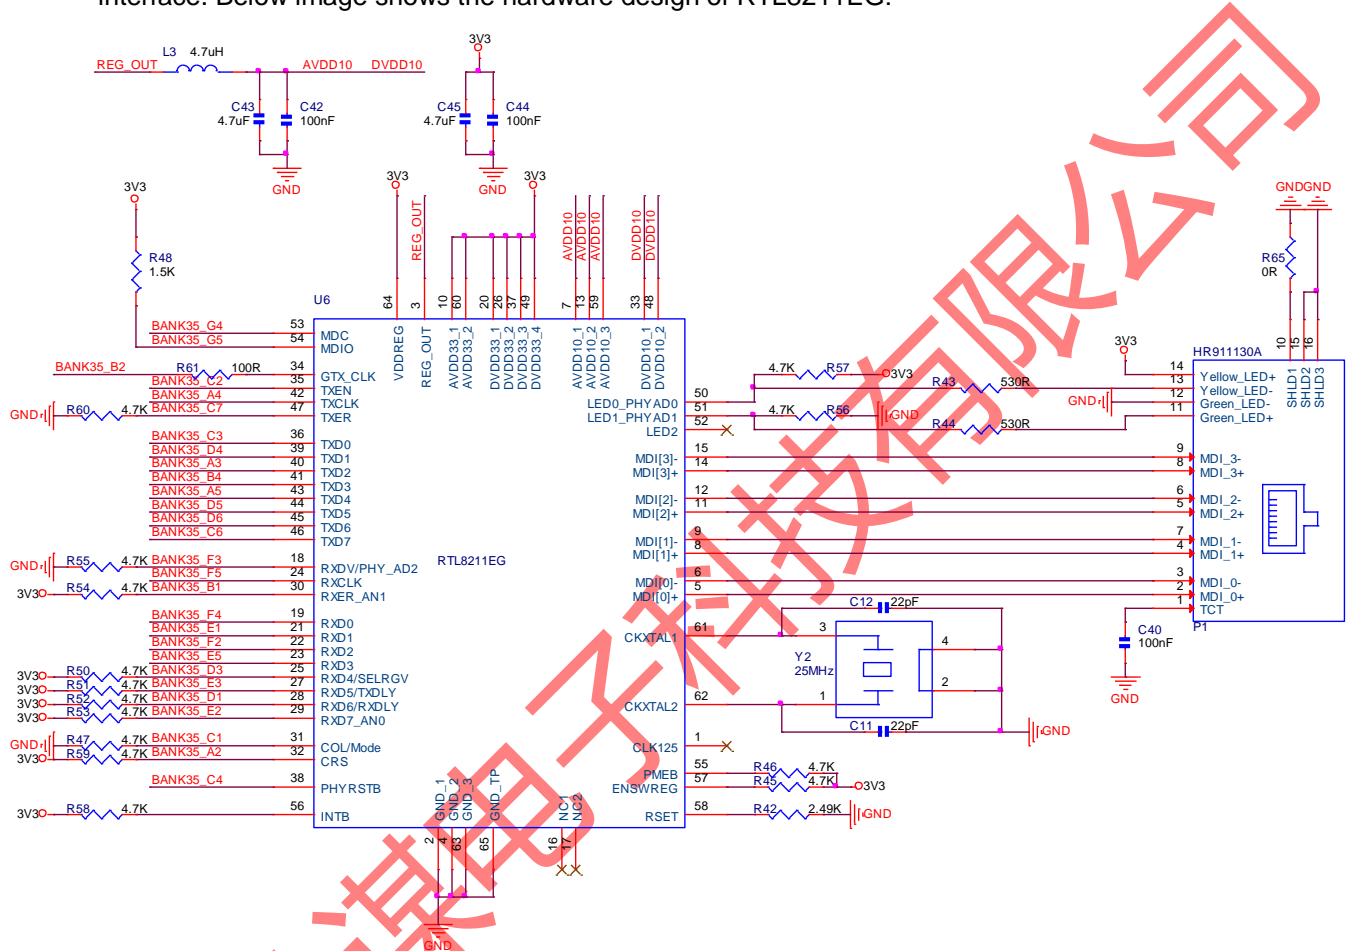 interface. Below image shows the hardware design of RTL8211EG.
3V3
L3 4.7uH
REG_OUT AVDD10 DVDD10
C43 C42 C45 C44
4.7uF 100nF 4.7uF 100nF
GND GND
3V3 3V3 3V3
GNDGND
REG_OUT AVDD10 AVDD10 AVDD10 DVDD10 DVDD10
R48
1.5K
R65
0R
U6
64 3 10 60 20 26 37 49 7 13 59 33 48
VDDREG REG_OUT AVDD33_1 AVDD33_2 DVDD33_1 DVDD33_2 DVDD33_3 DVDD33_4 AVDD10_1 AVDD10_2 AVDD10_3 DVDD10_1 DVDD10_2
BANK35_G4 53 MDC
BANK35_G5 54 MDIO
BANK35_B2 R61 100R 34 GTX_CLK
BANK35_C2 35 TXEN
BANK35_A4 42 TXCLK
GND R60 4.7K BANK35_C7 47 TXER
BANK35_C3 36 TXD0
BANK35_D4 39 TXD1
BANK35_A3 40 TXD2
BANK35_B4 41 TXD3
BANK35_A5 43 TXD4
BANK35_D5 44 TXD5
BANK35_D6 45 TXD6
BANK35_C6 46 TXD7
GND R55 4.7K BANK35_F3 18 RXDV/PHY_AD2
BANK35_F5 24 RXCLK
3V3 R54 4.7K BANK35_B1 30 RXER_AN1
BANK35_F4 19 RXD0
BANK35_E1 21 RXD1
BANK35_F2 22 RXD2
BANK35_E5 23 RXD3
3V3 R50 4.7K BANK35_D3 25 RXD4/SELRGV
3V3 R51 4.7K BANK35_E3 27 RXD5/TXDLY
3V3 R52 4.7K BANK35_D1 28 RXD6/RXDLY
3V3 R53 4.7K BANK35_E2 29 RXD7_AN0
GND R47 4.7K BANK35_C1 31 COL/Mode
3V3 R59 4.7K BANK35_A2 32 CRS
BANK35_C4 38 PHYRSTB
3V3 R58 4.7K 56 INTB
RTL8211EG
GND_1 GND_2 GND_3 GND_TP NC1 NC2
2 4 63 65 16 17
GND
LED0_PHYAD0 50 4.7K R57 3V3 R43 530R
LED1_PHYAD1 51 4.7K R56 GND
LED2 52 R44 530R
MDI[3]- 15
MDI[3]+ 14
MDI[2]- 12
MDI[2]+ 11
MDI[1]- 9
MDI[1]+ 8
MDI[0]- 6
MDI[0]+ 5
C12 22pF
CKXTAL1 61 3 4
Y2
25MHz
CKXTAL2 62 1 2
C11 22pF GND
CLK125 1
PMEB 55 R46 4.7K
ENSWREG 57 R45 4.7K 3V3
RSET 58 R42 2.49K GND
HR911130A
10 15 16
SHLD1 SHLD2 SHLD3
3V3 14 Yellow_LED+
13 Yellow_LED-
GND 12 Green_LED-
11 Green_LED+
9 MDI_3-
8 MDI_3+
6 MDI_2-
5 MDI_2+
7 MDI_1-
4 MDI_1+
3 MDI_0-
2 MDI_0+
1 TCT
P1
C40
100nF
GND
谋电子科技有限公司